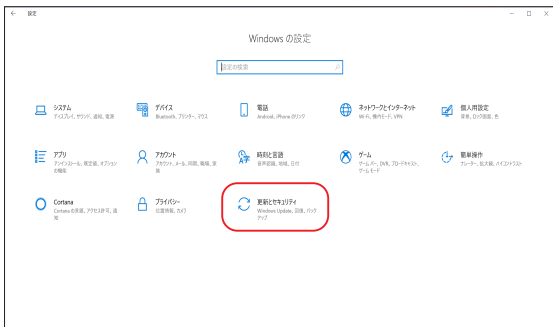 設定
Windows の設定
設定の検索
システム
ディスプレイ、サウンド、通知、電源
デバイス
Bluetooth、プリンター、マウス
電話
Android、iPhone のリンク
ネットワークとインターネット
Wi-Fi、機内モード、VPN
個人用設定
背景、ロック画面、色
アプリ
アンインストール、既定値、オプション
の機能
アカウント
アカウント、メール、同期、職場、家
族
時刻と言語
音声認識、地域、日付
ゲーム
ゲーム バー、DVR、ブロードキャスト、
ゲーム モード
簡単操作
ナレーター、拡大鏡、ハイコントラスト
Cortana
Cortana の言語、アクセス許可、通
知
プライバシー
位置情報、カメラ
更新とセキュリティ
Windows Update、回復、バック
アップ